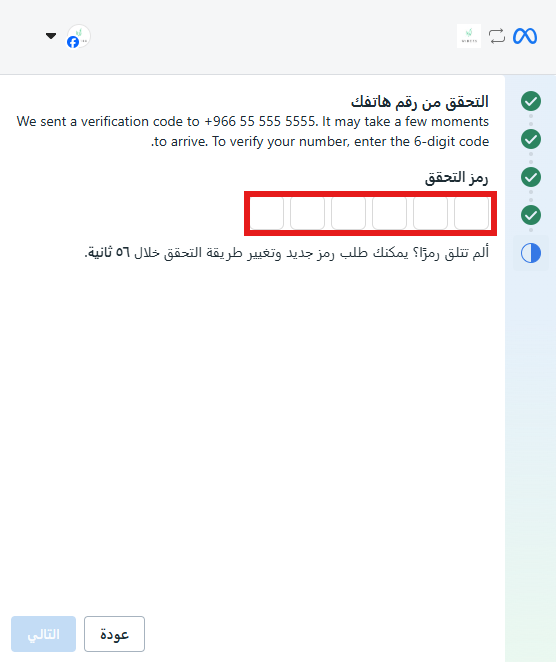 التحقق من رقم هاتفك
We sent a verification code to +966 55 555 5555. It may take a few moments
to arrive. To verify your number, enter the 6-digit code.
رمز التحقق
ألم تتلق رمزًا؟ يمكنك طلب رمز جديد وتغيير طريقة التحقق خلال ٥٦ ثانية.
عودة
التالي